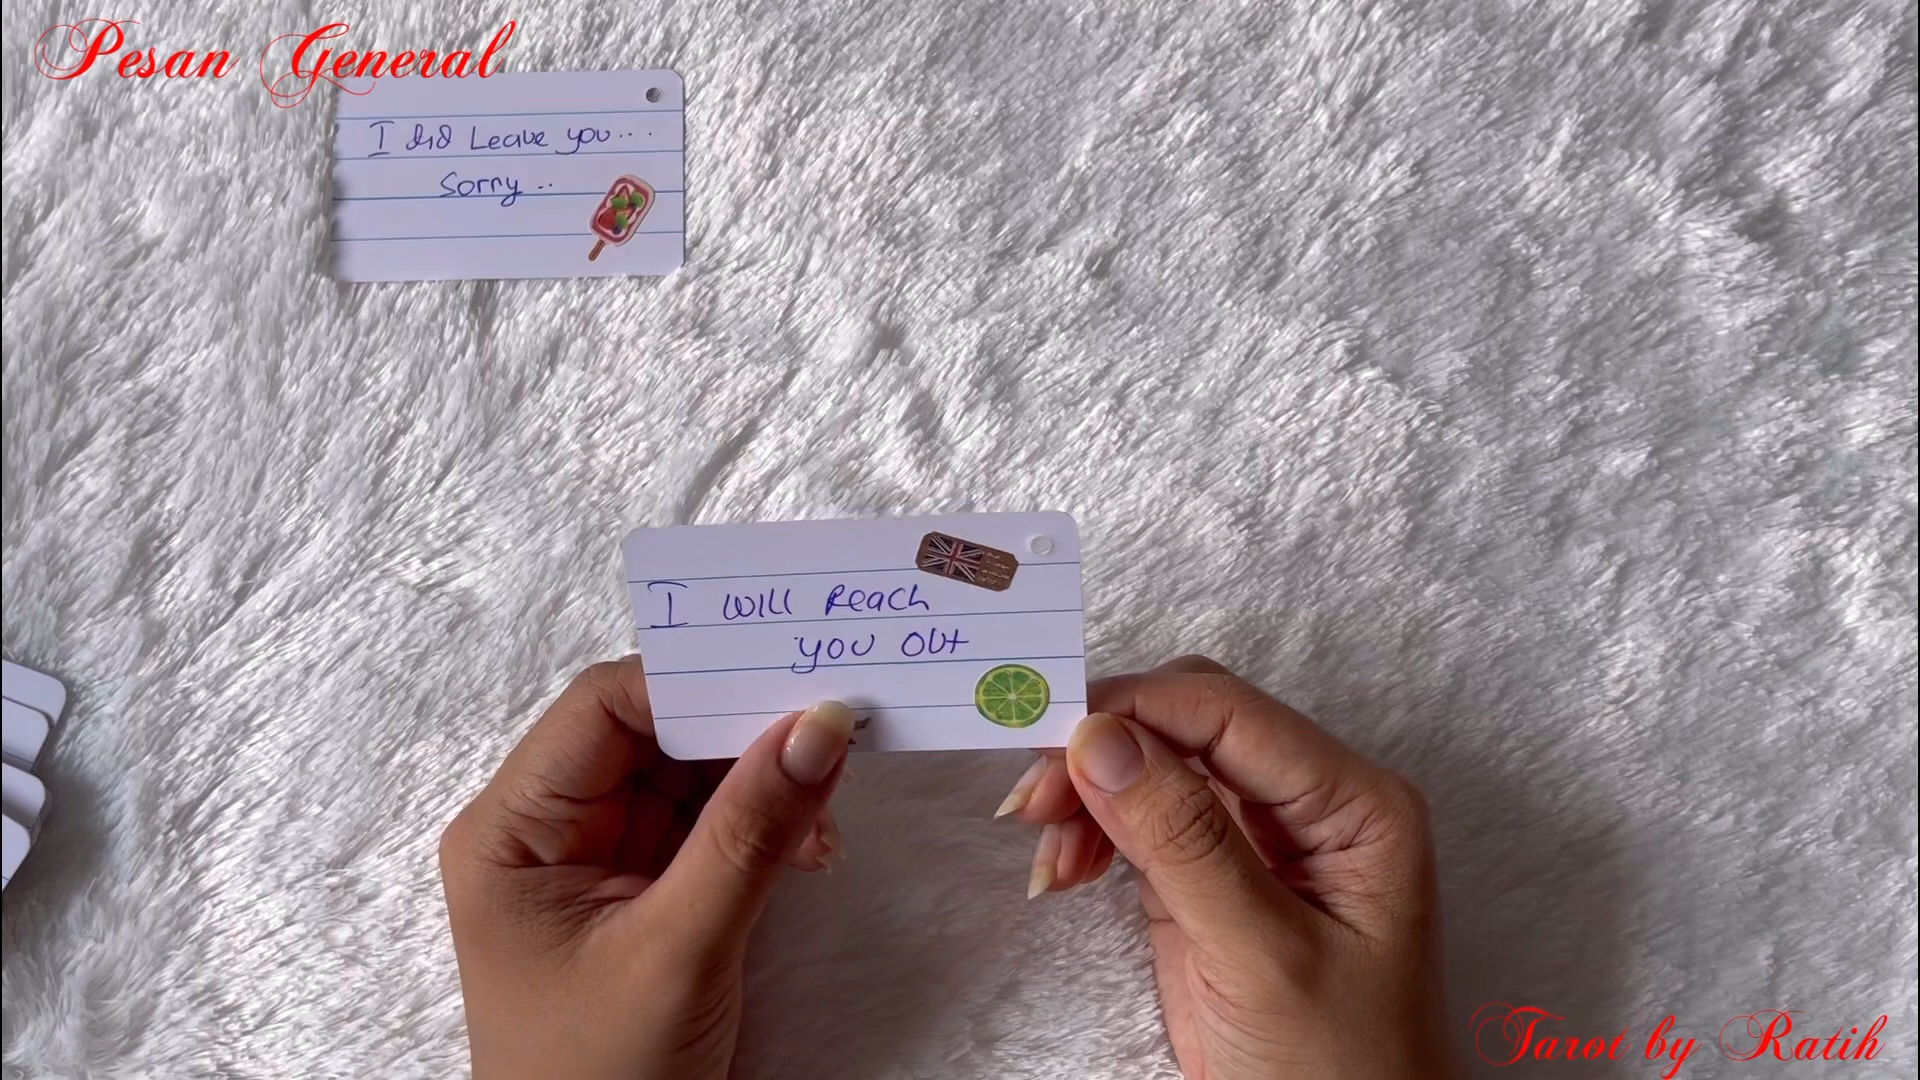 Pesan General
I did Leave you....
Sorry..
I will Reach
you out
Tarot by Ratih